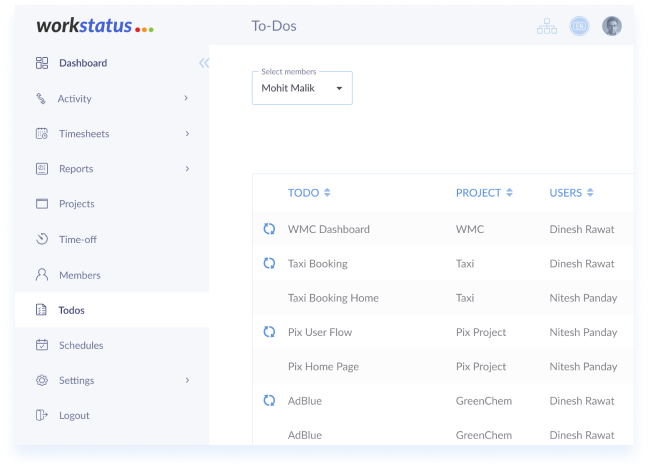 workstatus
To-Dos
EN
Dashboard
Activity
Timesheets
Reports
Projects
Time-off
Members
Todos
Schedules
Settings
Logout
Select members
Mohit Malik
TODO PROJECT USERS
WMC Dashboard WMC Dinesh Rawat
Taxi Booking Taxi Dinesh Rawat
Taxi Booking Home Taxi Nitesh Panday
Pix User Flow Pix Project Nitesh Panday
Pix Home Page Pix Project Nitesh Panday
AdBlue GreenChem Dinesh Rawat
AdBlue GreenChem Dinesh Rawat